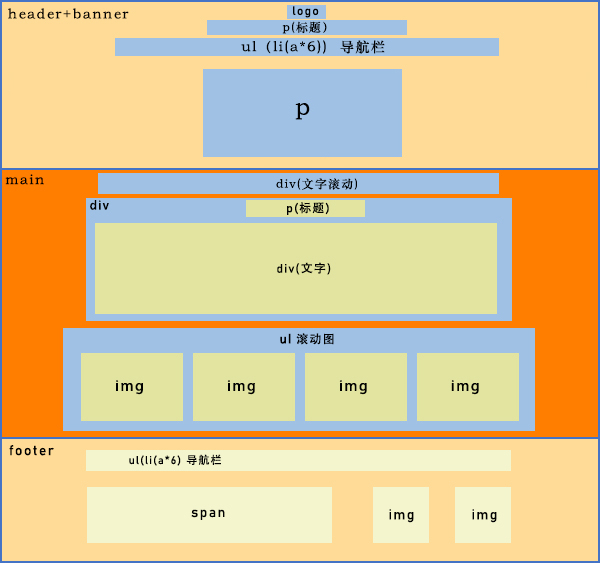 header+banner
logo
p(标题)
ul (li(a*6)) 导航栏
p
main
div(文字滚动)
div
p(标题)
div(文字)
ul 滚动图
img img img img
footer
ul(li(a*6) 导航栏
span img img